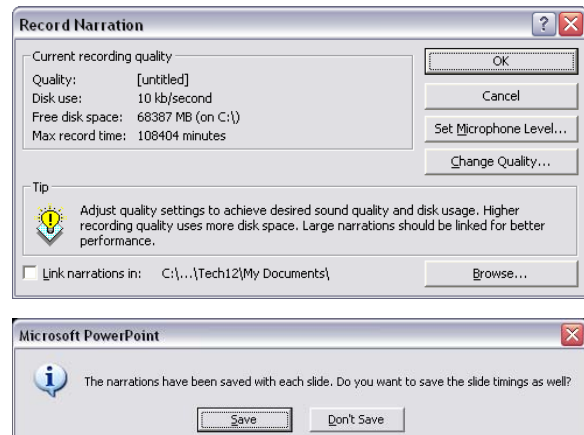 Record Narration
Current recording quality
Quality: [untitled]
Disk use: 10 kb/second
Free disk space: 68387 MB (on C:\)
Max record time: 108404 minutes
OK
Cancel
Set Microphone Level...
Change Quality...
Tip
Adjust quality settings to achieve desired sound quality and disk usage. Higher
recording quality uses more disk space. Large narrations should be linked for better
performance.
Link narrations in: C:\...\Tech12\My Documents\
Browse...
Microsoft PowerPoint
The narrations have been saved with each slide. Do you want to save the slide timings as well?
Save
Don't Save